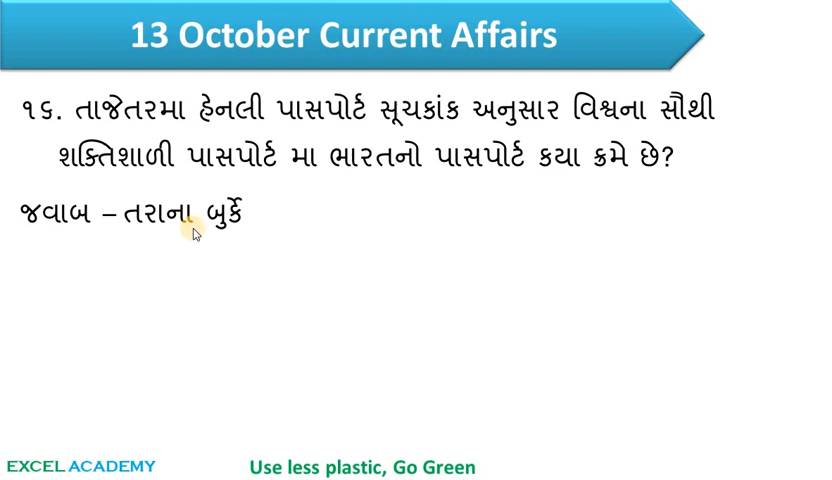 13 October Current Affairs
૧૬. તાજેતરમા હેનલી પાસપોર્ટ સૂચકાંક અનુસાર વિશ્વના સૌથી
શક્તિશાળી પાસપોર્ટ મા ભારતનો પાસપોર્ટ કયા ક્રમે છે?
જવાબ – તરાના બુર્કે
EXCEL ACADEMY
Use less plastic, Go Green